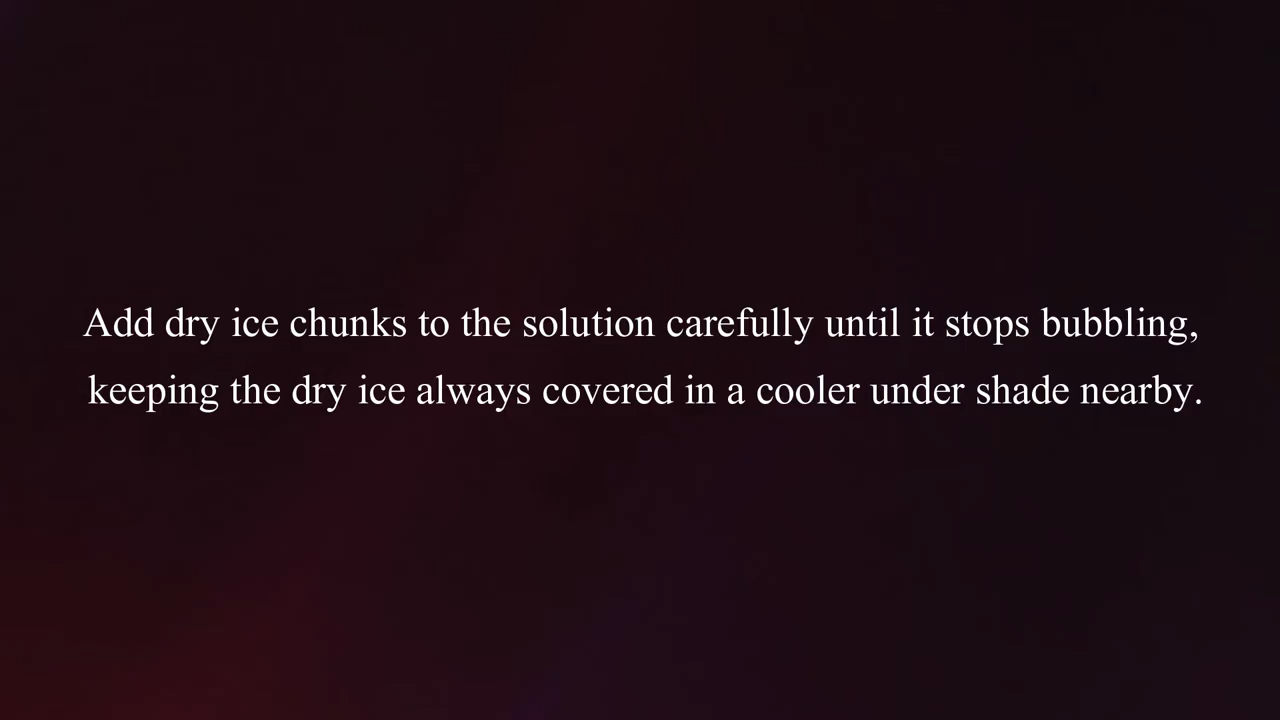 Add dry ice chunks to the solution carefully until it stops bubbling,
keeping the dry ice always covered in a cooler under shade nearby.